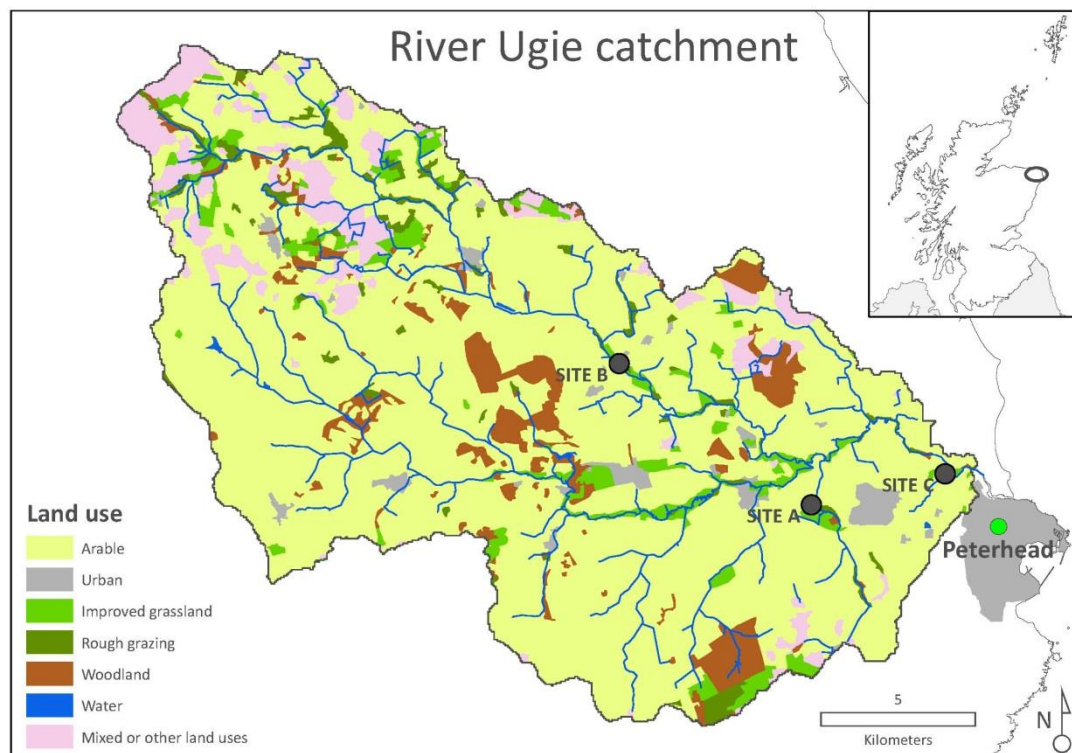 River Ugie catchment
SITE B
SITE C
SITE A
Peterhead
Land use
Arable
Urban
Improved grassland
Rough grazing
Woodland
Water
Mixed or other land uses
5
Kilometers
N